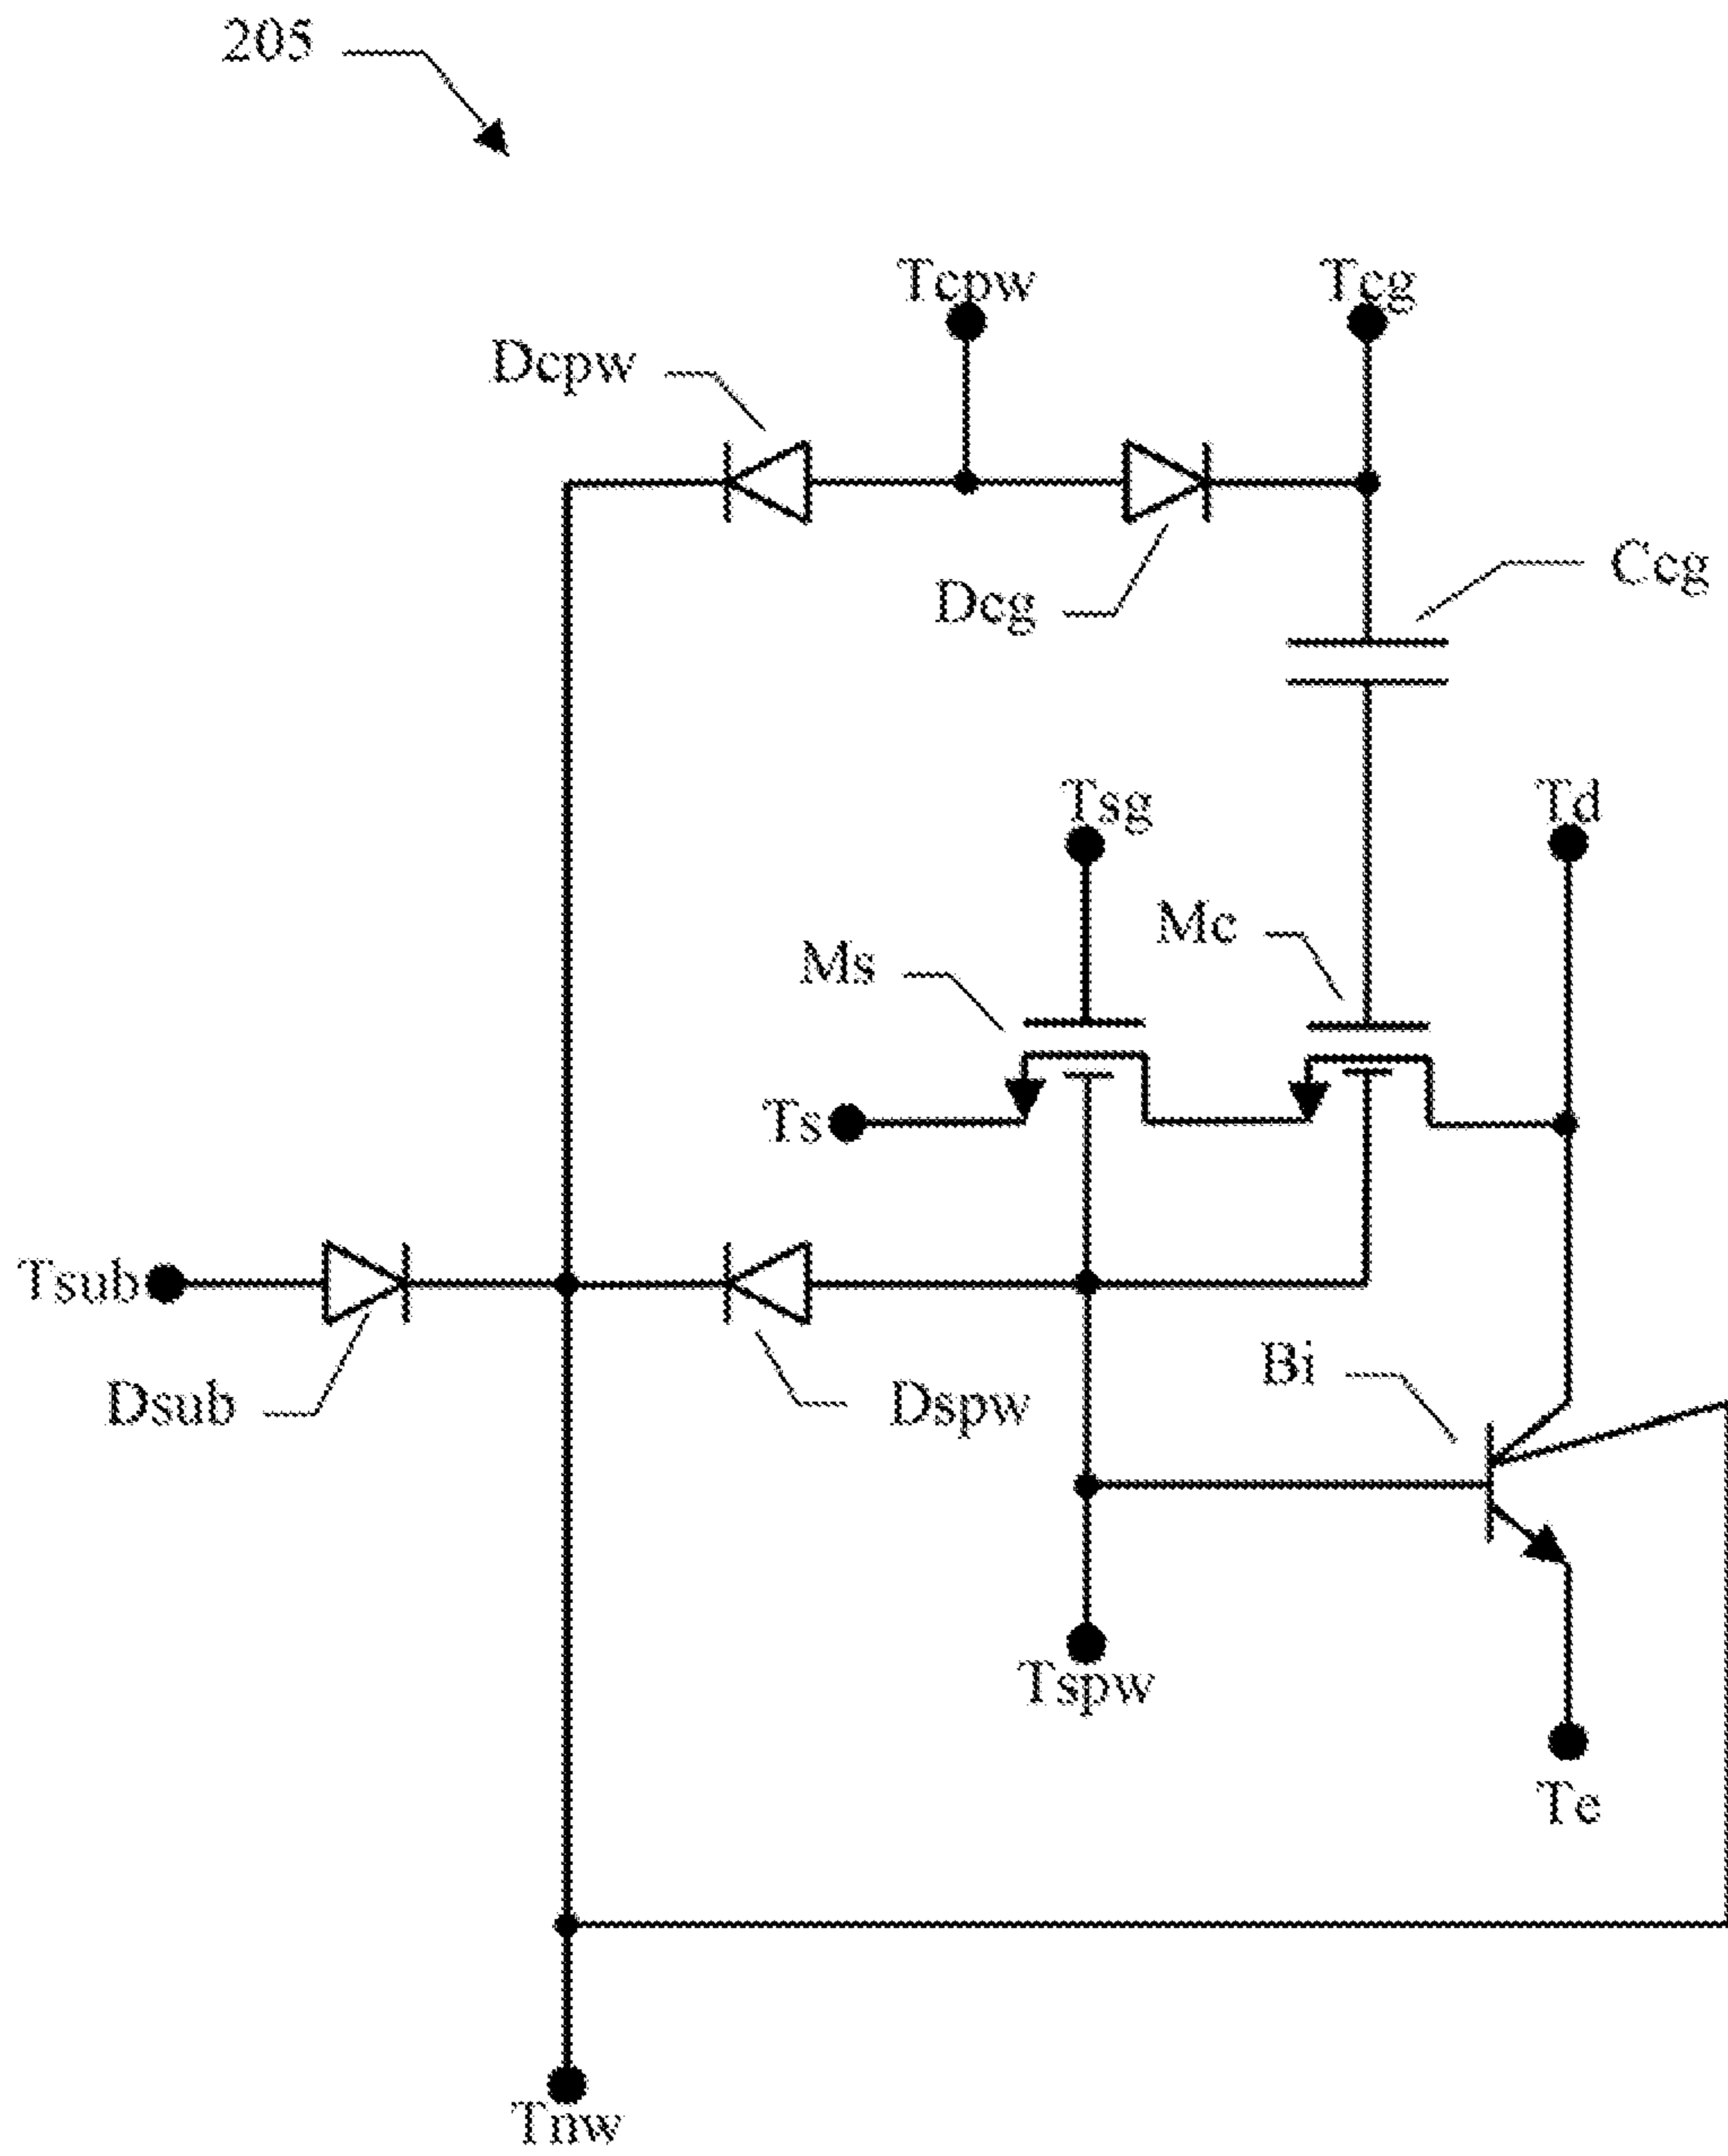 205
Tcpw
Tcg
Dcpw
Dcg
Ccg
Tsg
Td
Mc
Ms
Ts
Tsub
Dsub
Dspw
Bi
Tspw
Te
Tnw